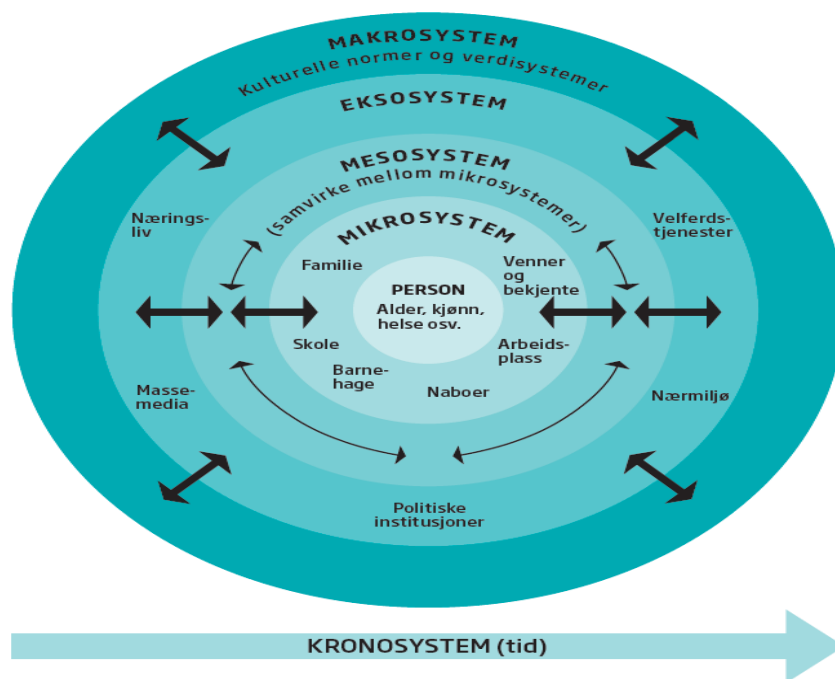 MAKROSYSTEM
Kulturelle normer og verdisystemer
EKSOSYSTEM
MESOSYSTEM
(samvirke mellom mikrosystemer)
MIKROSYSTEM
Nærings-
liv
Velferds-
tjenester
Familie
Venner
og
bekjente
PERSON
Alder, kjønn,
helse osv.
Skole
Arbeids-
plass
Barne-
hage
Naboer
Masse-
media
Nærmiljø
Politiske
institusjoner
KRONOSYSTEM (tid)